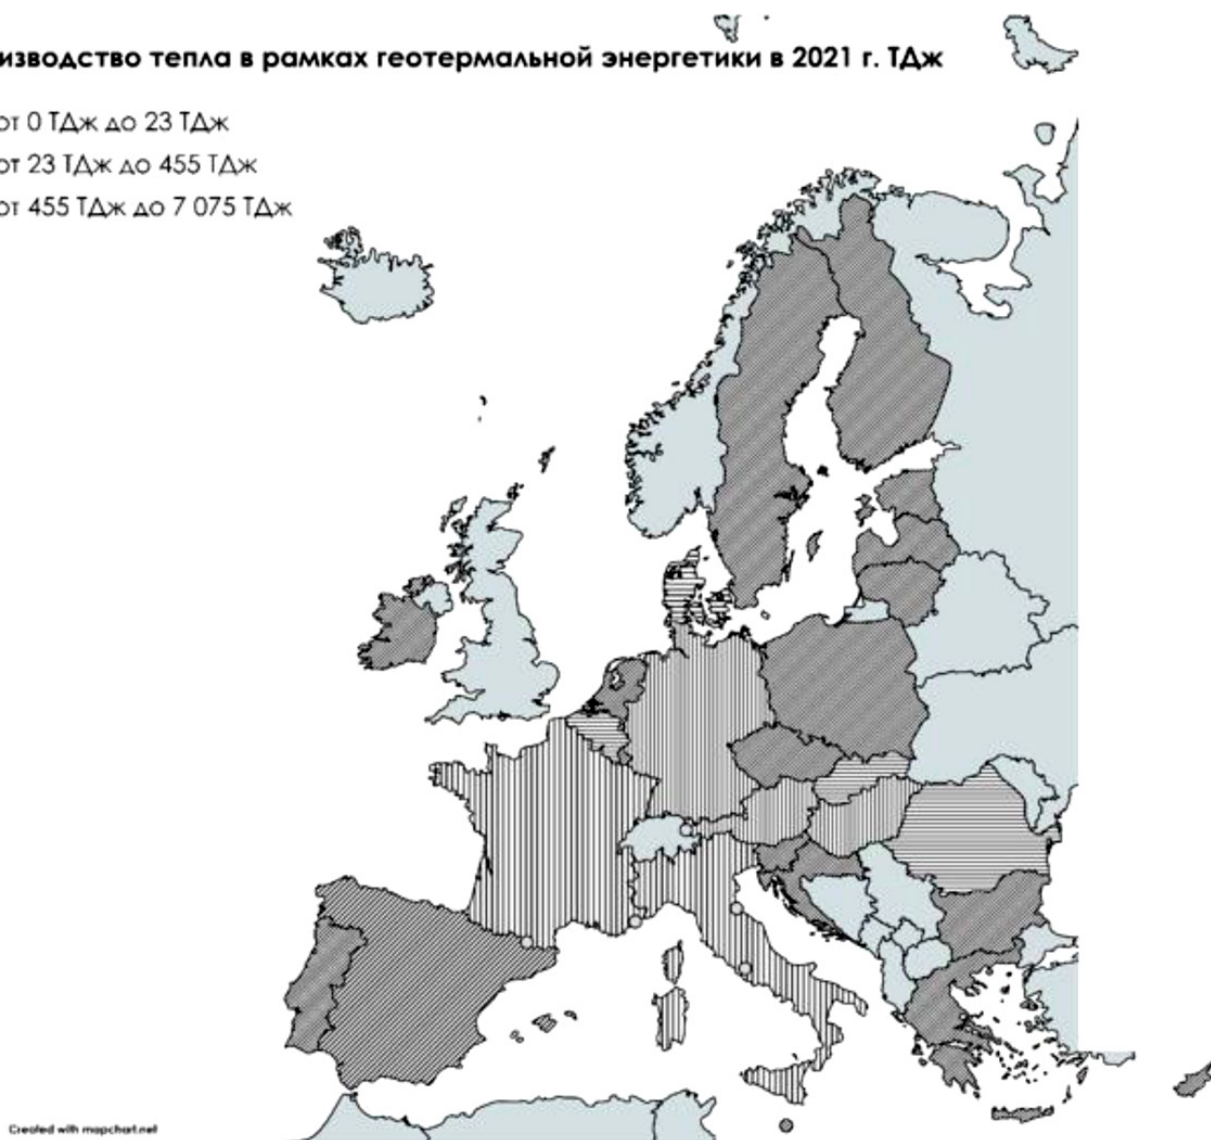 изводство тепла в рамках геотермальной энергетики в 2021 г. ТДж
от 0 ТДж до 23 ТДж
от 23 ТДж до 455 ТДж
от 455 ТДж до 7 075 ТДж
Created with mapchart.net